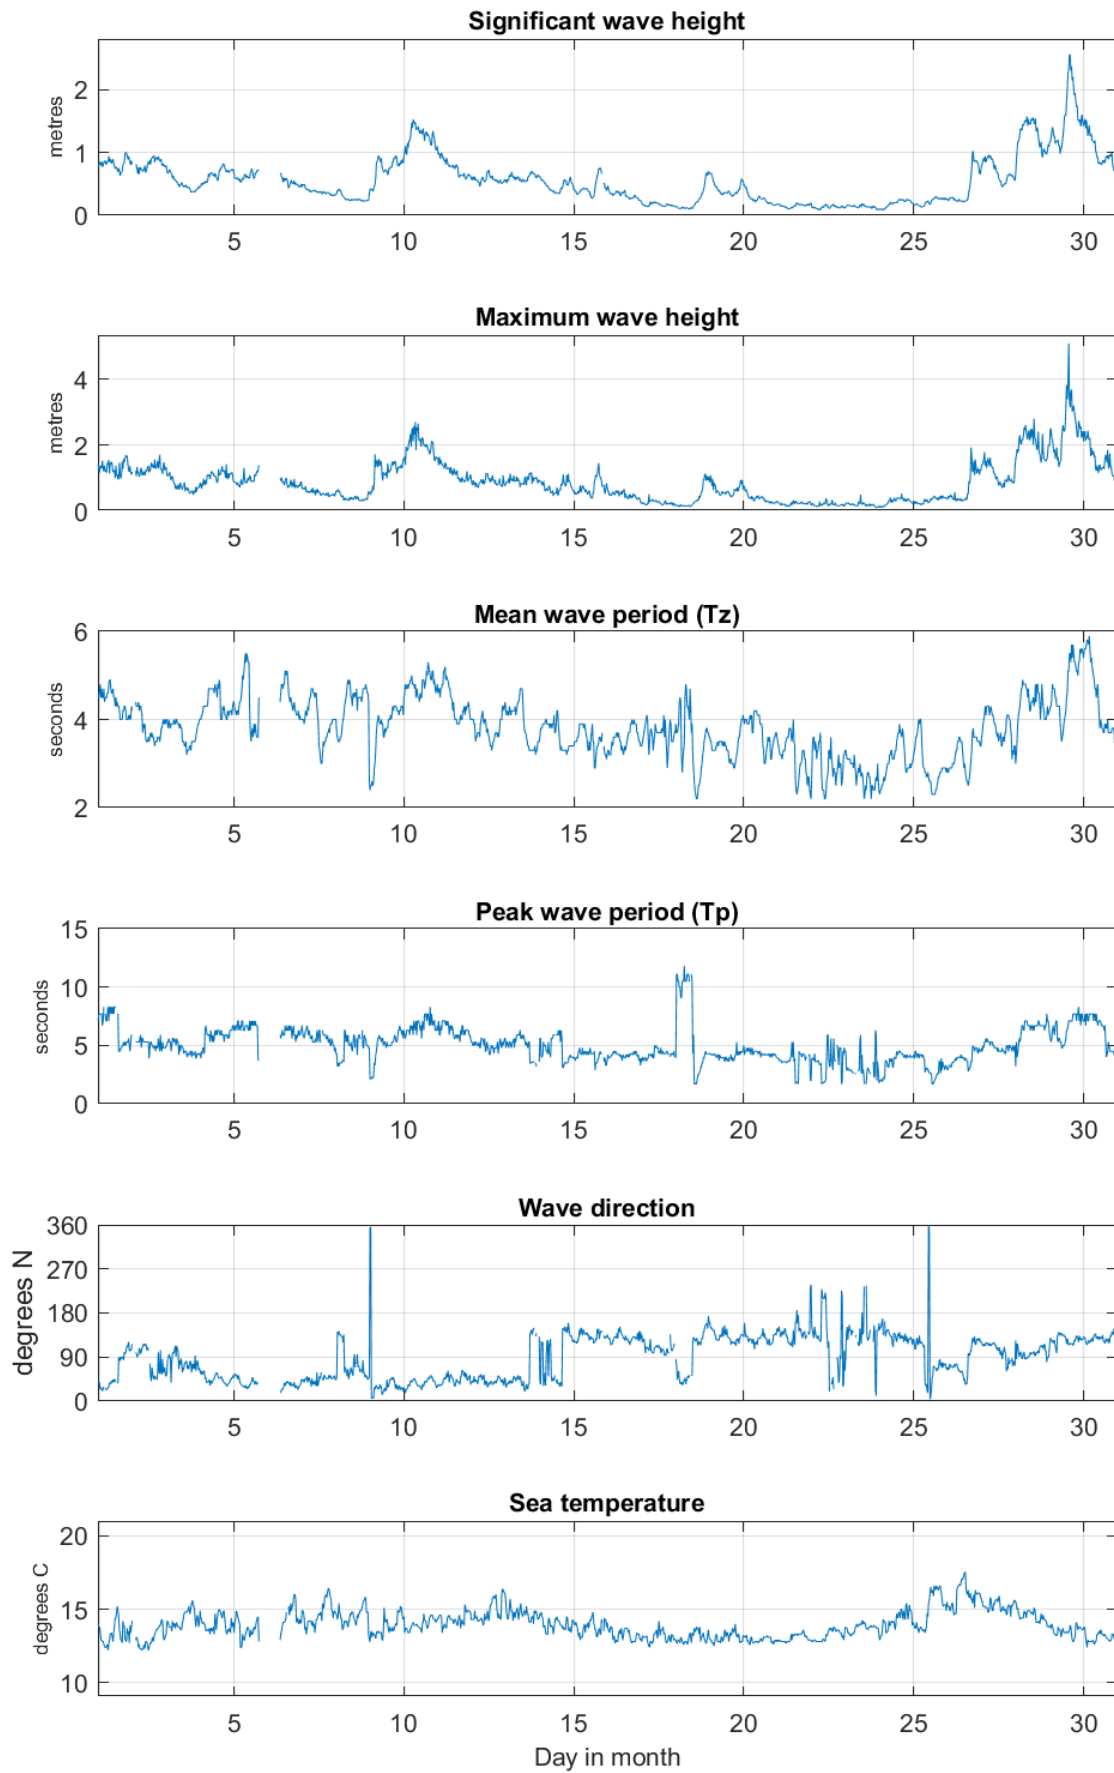 Significant wave height
metres
2
1
0
5 10 15 20 25 30
Maximum wave height
metres
4
2
0
5 10 15 20 25 30
Mean wave period (Tz)
seconds
6
4
2
5 10 15 20 25 30
Peak wave period (Tp)
seconds
15
10
5
0
5 10 15 20 25 30
Wave direction
degrees N
360
270
180
90
0
5 10 15 20 25 30
Sea temperature
degrees C
20
15
10
5 10 15 20 25 30
Day in month